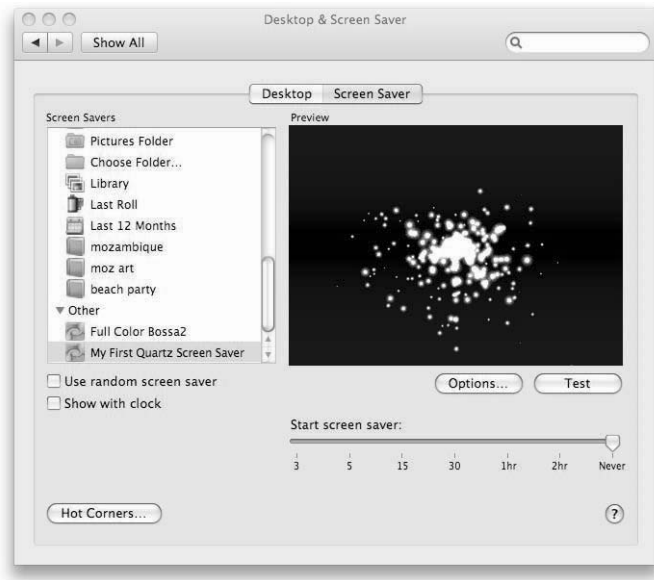 Desktop & Screen Saver
Show All
Desktop Screen Saver
Screen Savers
Preview
Pictures Folder
Choose Folder...
Library
Last Roll
Last 12 Months
mozambique
moz art
beach party
Other
Full Color Bossa2
My First Quartz Screen Saver
Use random screen saver
Show with clock
Options... Test
Start screen saver:
3 5 15 30 1hr 2hr Never
Hot Corners... ?